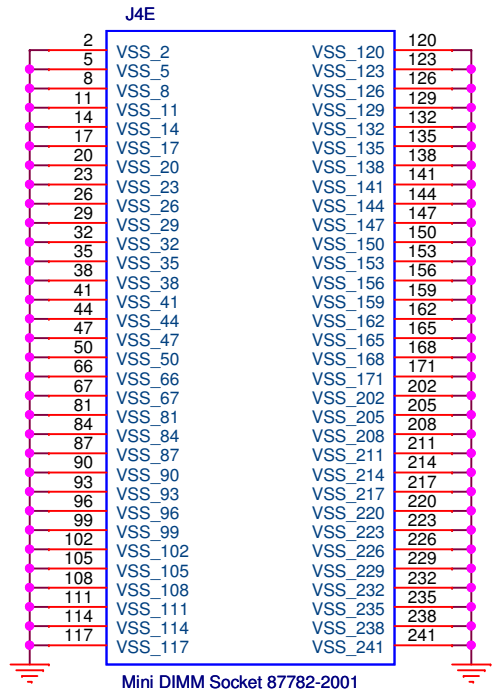 J4E
2 VSS_2 VSS_120 120
5 VSS_5 VSS_123 123
8 VSS_8 VSS_126 126
11 VSS_11 VSS_129 129
14 VSS_14 VSS_132 132
17 VSS_17 VSS_135 135
20 VSS_20 VSS_138 138
23 VSS_23 VSS_141 141
26 VSS_26 VSS_144 144
29 VSS_29 VSS_147 147
32 VSS_32 VSS_150 150
35 VSS_35 VSS_153 153
38 VSS_38 VSS_156 156
41 VSS_41 VSS_159 159
44 VSS_44 VSS_162 162
47 VSS_47 VSS_165 165
50 VSS_50 VSS_168 168
66 VSS_66 VSS_171 171
67 VSS_67 VSS_202 202
81 VSS_81 VSS_205 205
84 VSS_84 VSS_208 208
87 VSS_87 VSS_211 211
90 VSS_90 VSS_214 214
93 VSS_93 VSS_217 217
96 VSS_96 VSS_220 220
99 VSS_99 VSS_223 223
102 VSS_102 VSS_226 226
105 VSS_105 VSS_229 229
108 VSS_108 VSS_232 232
111 VSS_111 VSS_235 235
114 VSS_114 VSS_238 238
117 VSS_117 VSS_241 241
Mini DIMM Socket 87782-2001